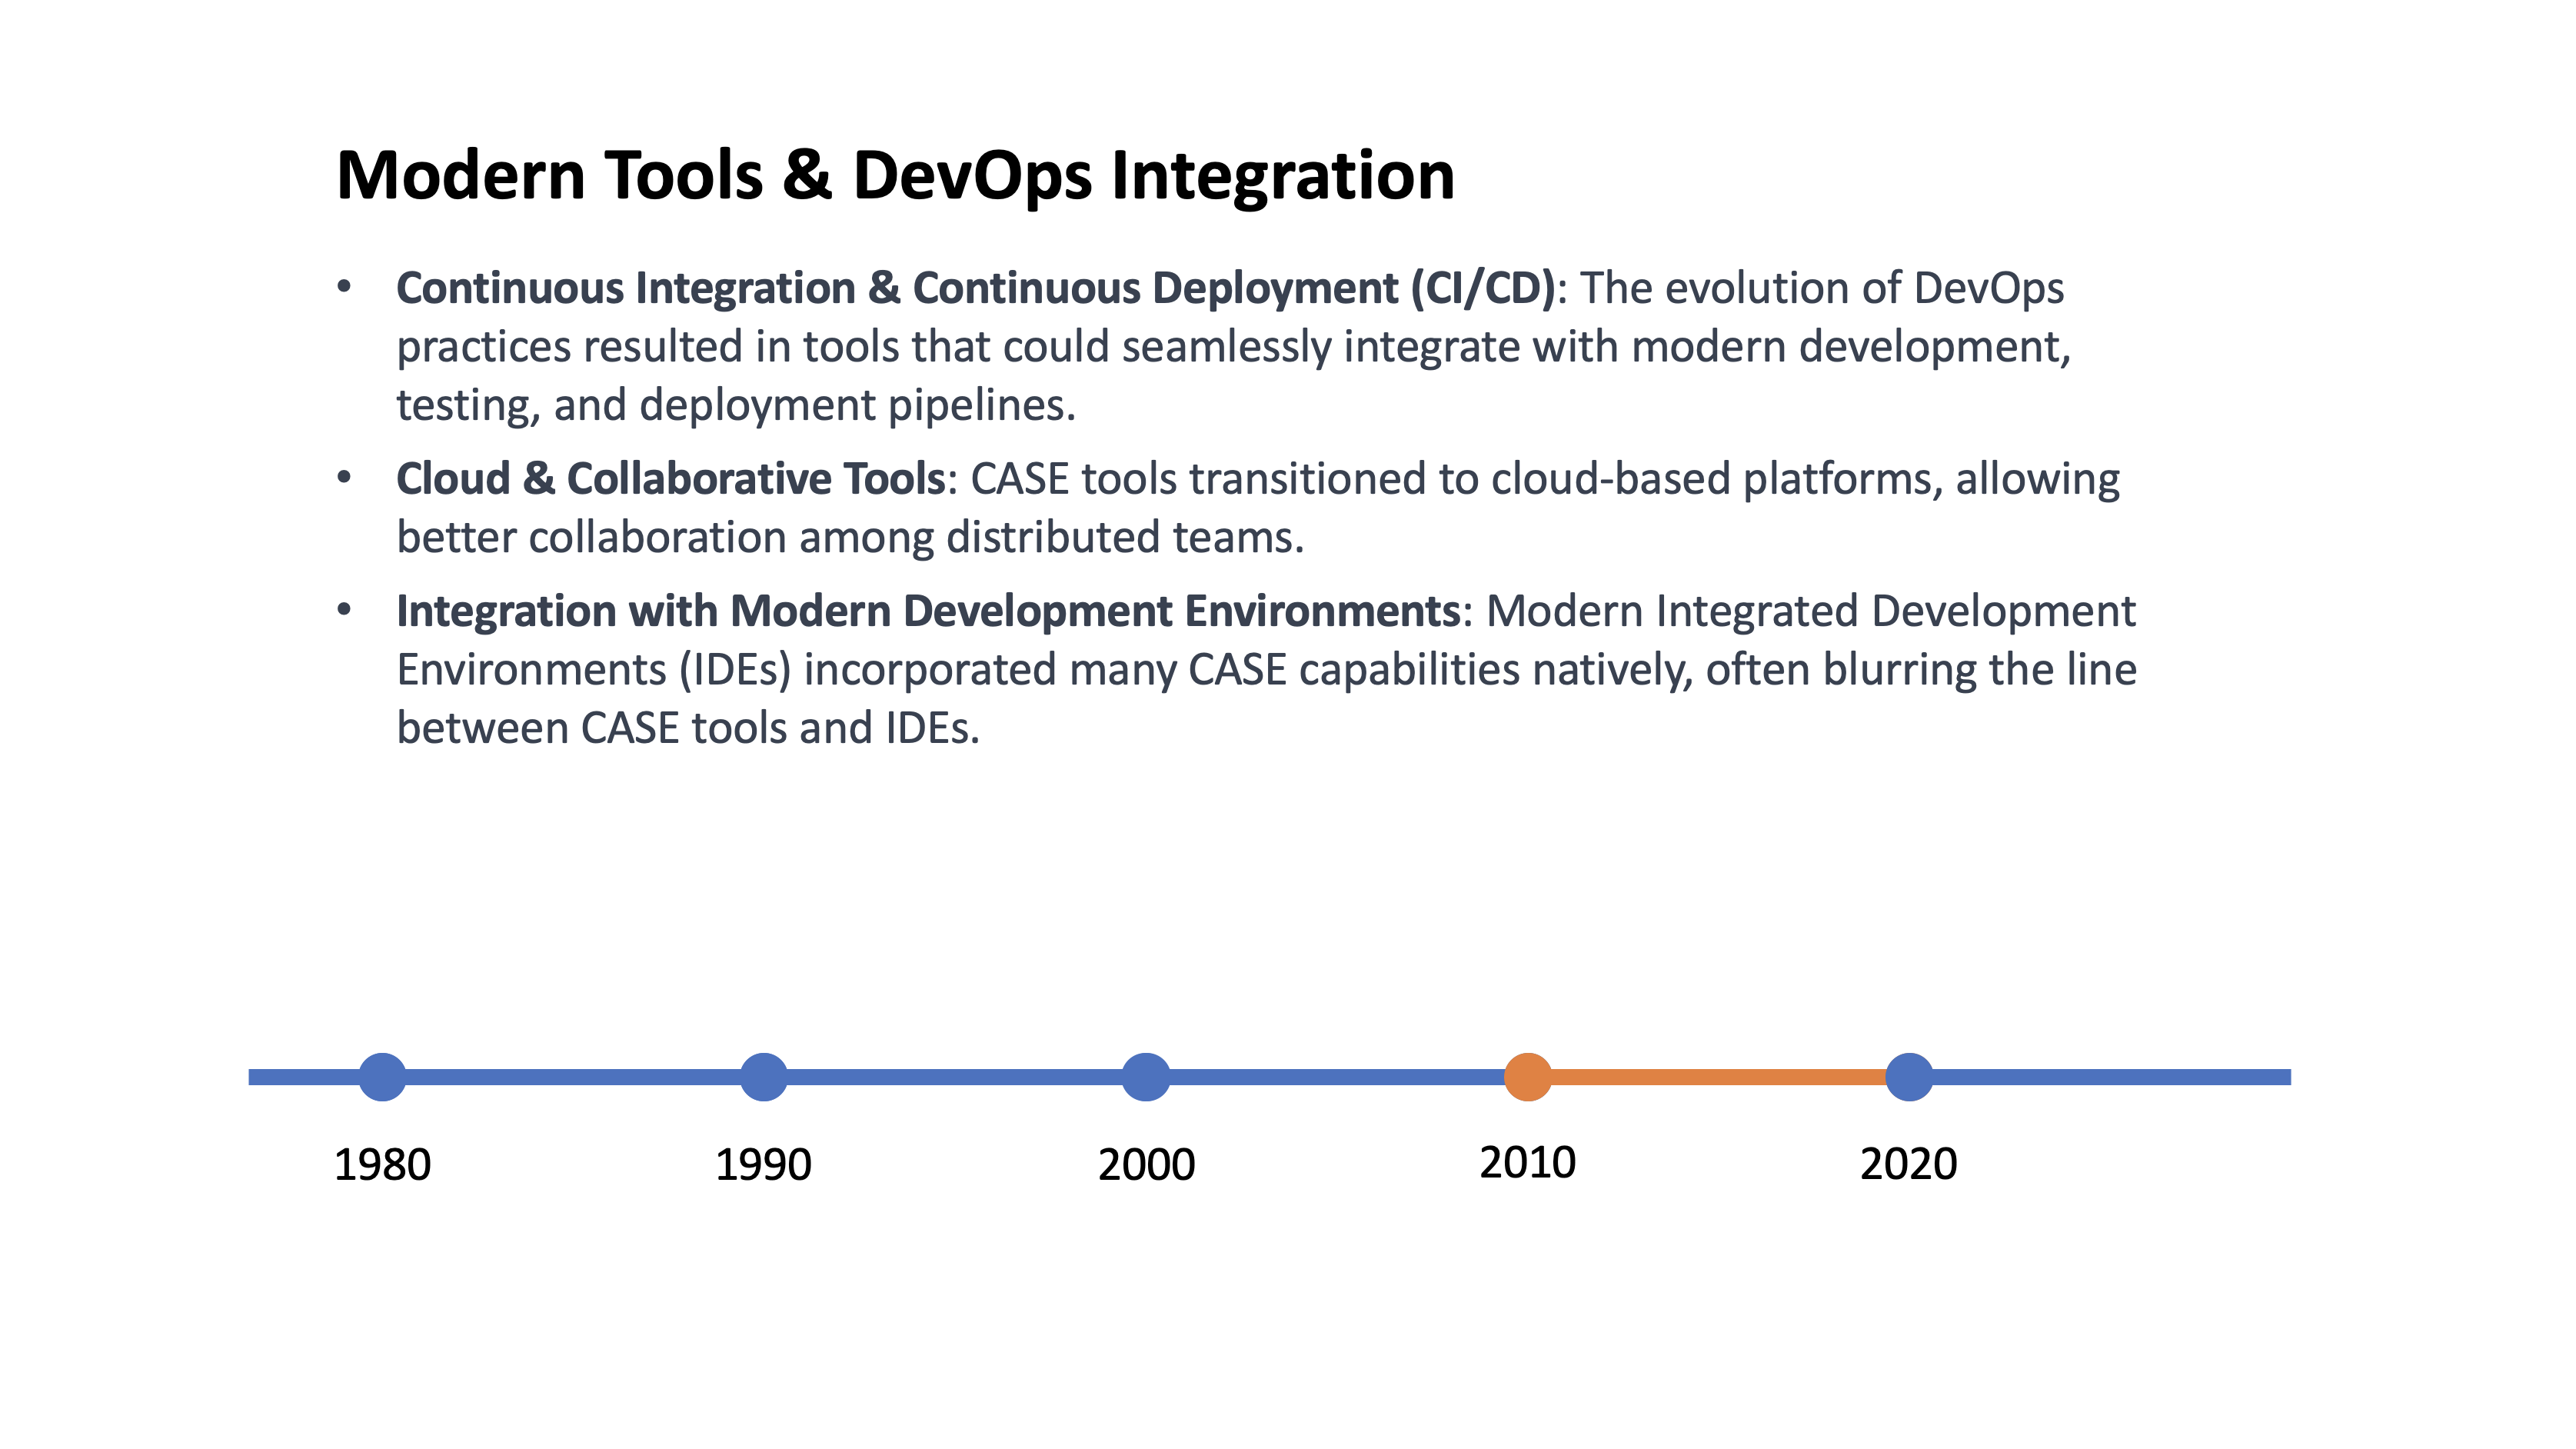 Modern Tools & DevOps Integration
• Continuous Integration & Continuous Deployment (CI/CD): The evolution of DevOps
practices resulted in tools that could seamlessly integrate with modern development,
testing, and deployment pipelines.
• Cloud & Collaborative Tools: CASE tools transitioned to cloud-based platforms, allowing
better collaboration among distributed teams.
• Integration with Modern Development Environments: Modern Integrated Development
Environments (IDEs) incorporated many CASE capabilities natively, often blurring the line
between CASE tools and IDEs.
1980 1990 2000 2010 2020